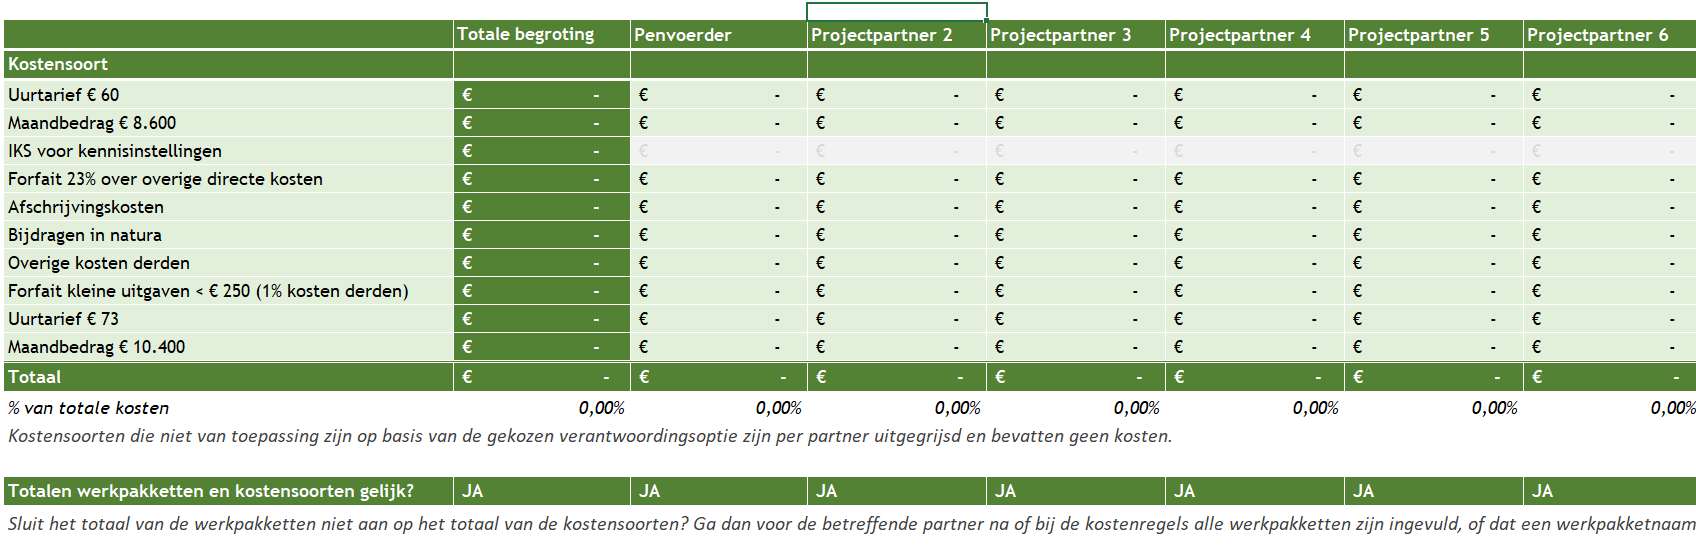 Totale begroting Penvoerder Projectpartner 2 Projectpartner 3 Projectpartner 4 Projectpartner 5 Projectpartner 6
Kostensoort
Uurtarief € 60 € - € - € - € - € - € - € -
Maandbedrag € 8.600 € - € - € - € - € - € - € -
IKS voor kennisinstellingen € - € - € - € - € - € - € -
Forfait 23% over overige directe kosten € - € - € - € - € - € - € -
Afschrijvingskosten € - € - € - € - € - € - € -
Bijdragen in natura € - € - € - € - € - € - € -
Overige kosten derden € - € - € - € - € - € - € -
Forfait kleine uitgaven < € 250 (1% kosten derden) € - € - € - € - € - € - € -
Uurtarief € 73 € - € - € - € - € - € - € -
Maandbedrag € 10.400 € - € - € - € - € - € - € -
Totaal € - € - € - € - € - € - € -
% van totale kosten 0,00% 0,00% 0,00% 0,00% 0,00% 0,00% 0,00%
Kostensoorten die niet van toepassing zijn op basis van de gekozen verantwoordingsoptie zijn per partner uitgegrijsd en bevatten geen kosten.
Totalen werkpakketten en kostensoorten gelijk? JA JA JA JA JA JA JA
Sluit het totaal van de werkpakketten niet aan op het totaal van de kostensoorten? Ga dan voor de betreffende partner na of bij de kostenregels alle werkpakketten zijn ingevuld, of dat een werkpakketnaam